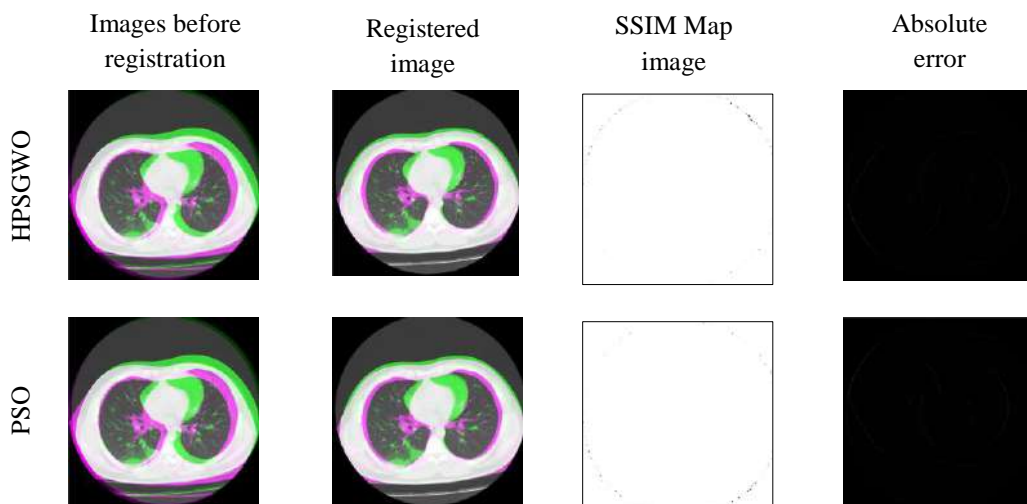 Images before
registration
Registered
image
SSIM Map
image
Absolute
error
HPSGWO
PSO